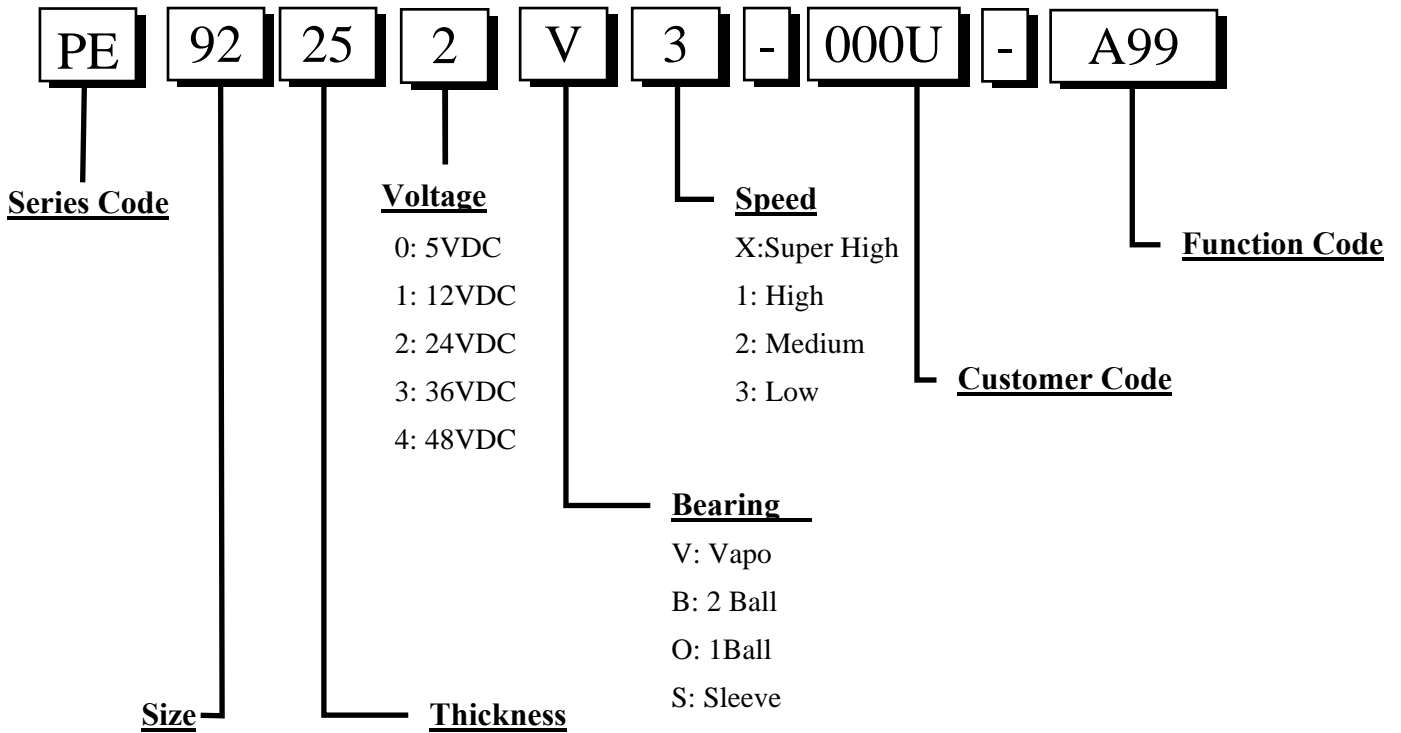 PE 92 25 2 V 3 - 000U - A99
Series Code
Voltage
0: 5VDC
1: 12VDC
2: 24VDC
3: 36VDC
4: 48VDC
Speed
X:Super High
1: High
2: Medium
3: Low
Function Code
Customer Code
Bearing
V: Vapo
B: 2 Ball
O: 1Ball
S: Sleeve
Size
Thickness